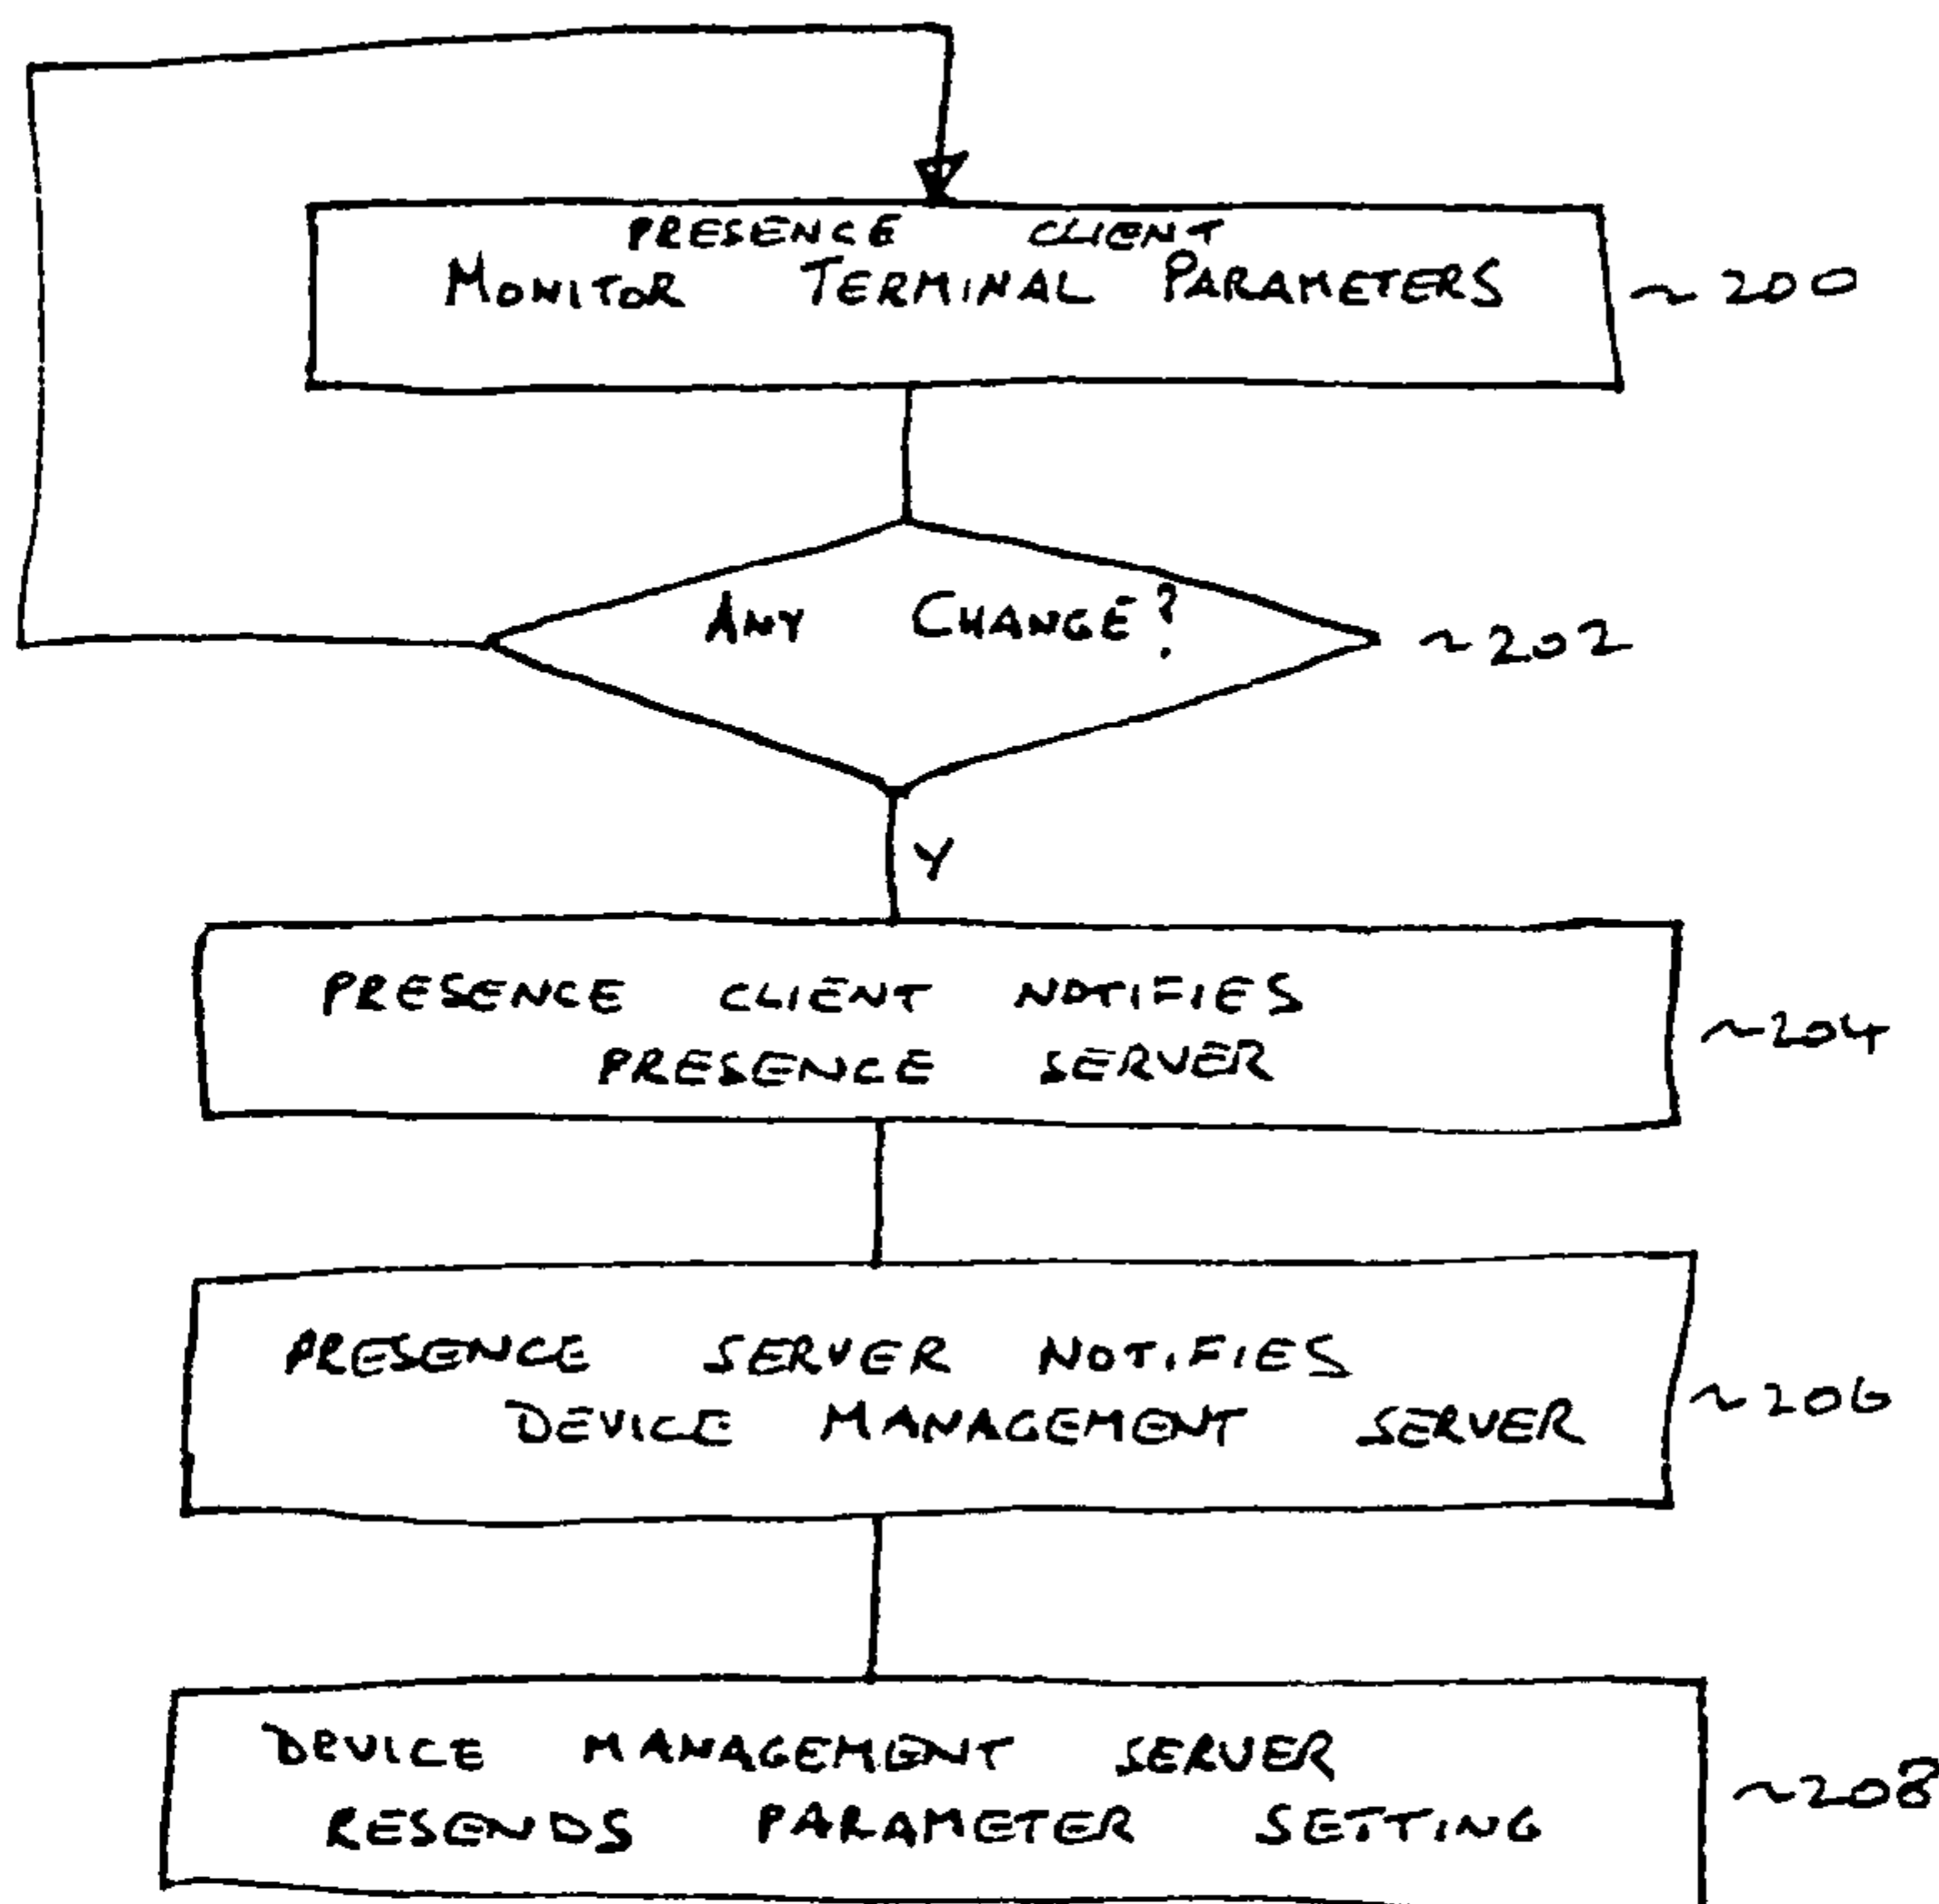 PRESENCE CLIENT
MONITOR TERMINAL PARAMETERS
~200
ANY CHANGE?
~202
Y
PRESENCE CLIENT NOTIFIES
PRESENCE SERVER
~204
PRESENCE SERVER NOTIFIES
DEVICE MANAGEMENT SERVER
~206
DEVICE MANAGEMENT SERVER
RESENDS PARAMETER SETTING
~208